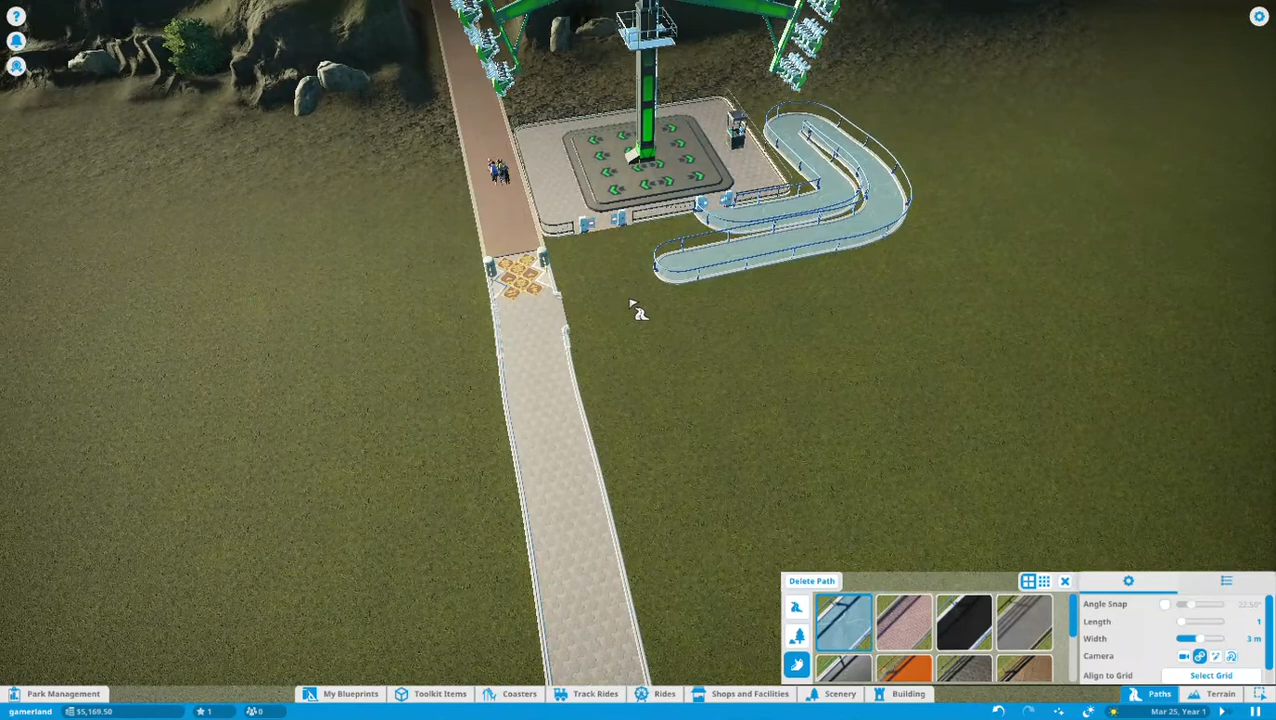 ?
Delete Path
Angle Snap 22.50°
Length 1
Width 3 m
Camera
Align to Grid Select Grid
Park Management My Blueprints Toolkit Items Coasters Track Rides Rides Shops and Facilities Scenery Building Paths Terrain
gamerland $5,169.50 1 0 Mar 25, Year 1